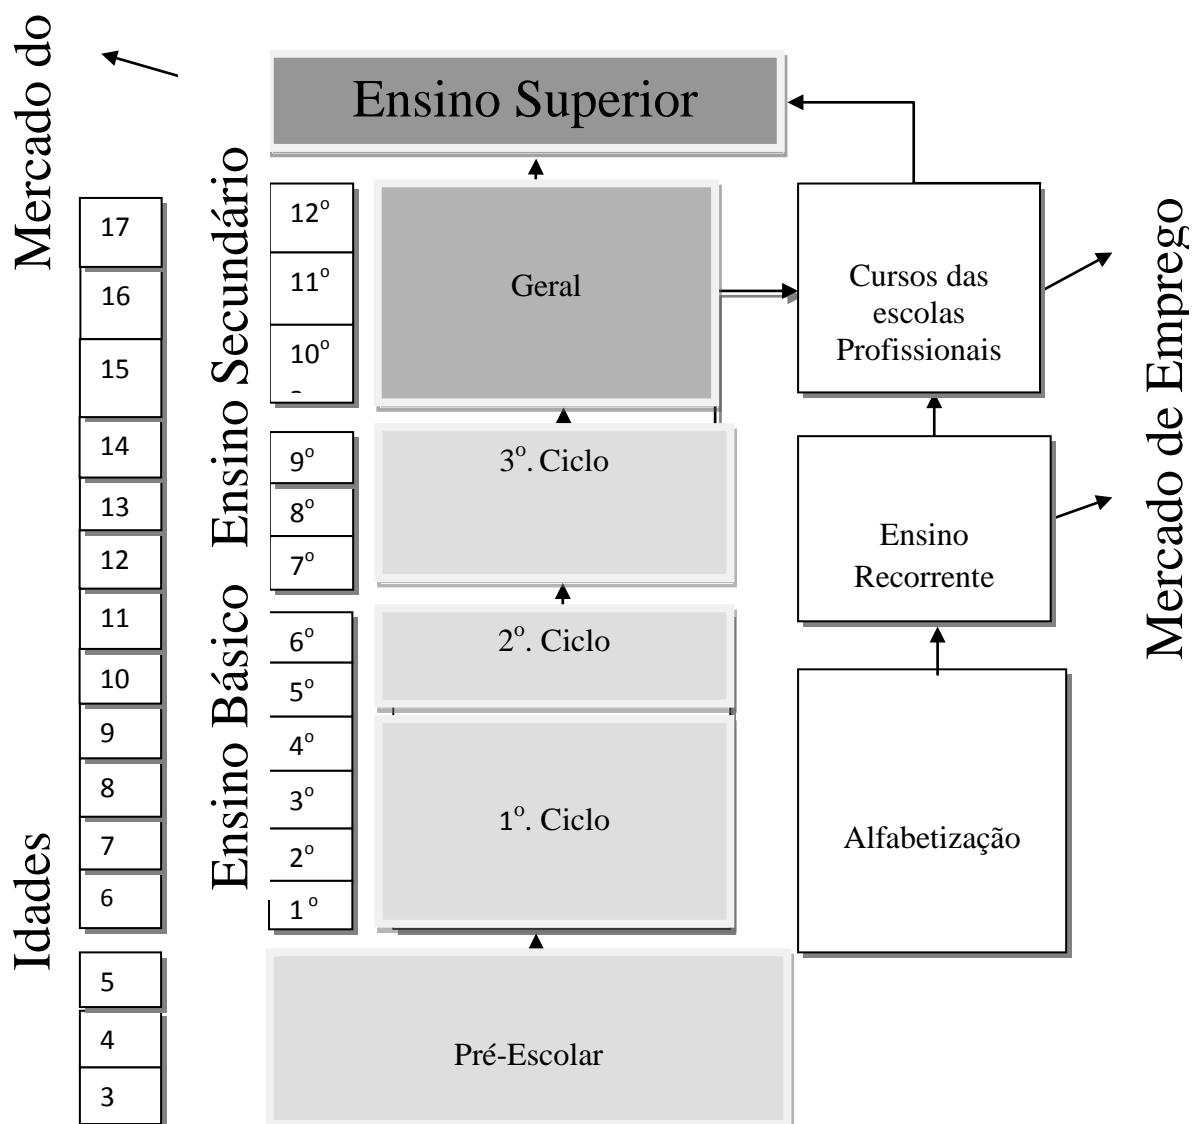 Mercado do
Ensino Superior
Ensino Secundário
Mercado de Emprego
17
16
15
14
13
12
11
10
9
8
7
6
5
4
3
Idades
12º
11º
10º
9º
8º
7º
6º
5º
4º
3º
2º
1º
Ensino Básico
Geral
Cursos das
escolas
Profissionais
3º. Ciclo
Ensino
Recorrente
2º. Ciclo
1º. Ciclo
Alfabetização
Pré-Escolar